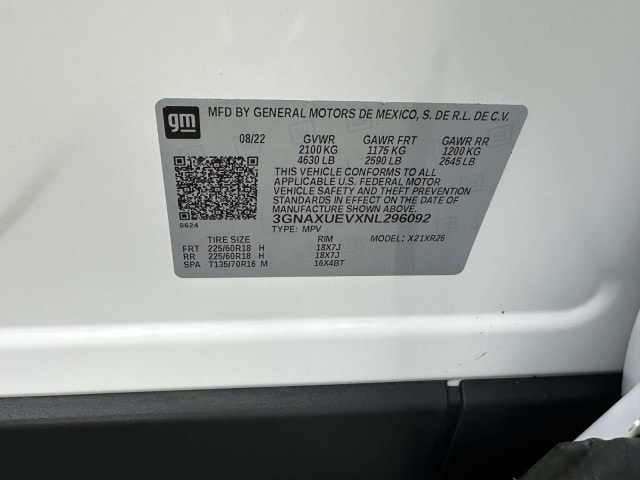 gm MFD BY GENERAL MOTORS DE MEXICO, S. DE R.L. DE C.V.
08/22 GVWR GAWR FRT GAWR RR
2100 KG 1175 KG 1200 KG
4630 LB 2590 LB 2645 LB
THIS VEHICLE CONFORMS TO ALL
APPLICABLE U.S. FEDERAL MOTOR
VEHICLE SAFETY AND THEFT PREVENTION
STANDARDS IN EFFECT ON THE DATE OF
MANUFACTURE SHOWN ABOVE.
3GNAXUEVXNL296092
8624 TYPE: MPV
TIRE SIZE RIM MODEL: X21XR26
FRT 225/60R18 H 18X7J
RR 225/60R18 H 18X7J
SPA T135/70R16 M 16X4BT